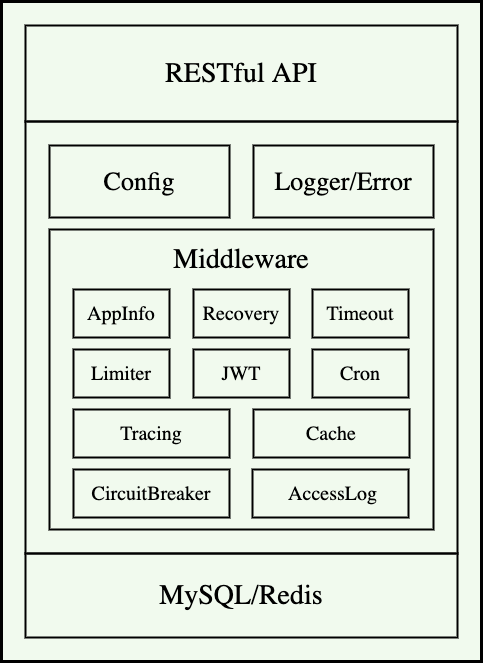 RESTful API
Config
Logger/Error
Middleware
AppInfo
Recovery
Timeout
Limiter
JWT
Cron
Tracing
Cache
CircuitBreaker
AccessLog
MySQL/Redis